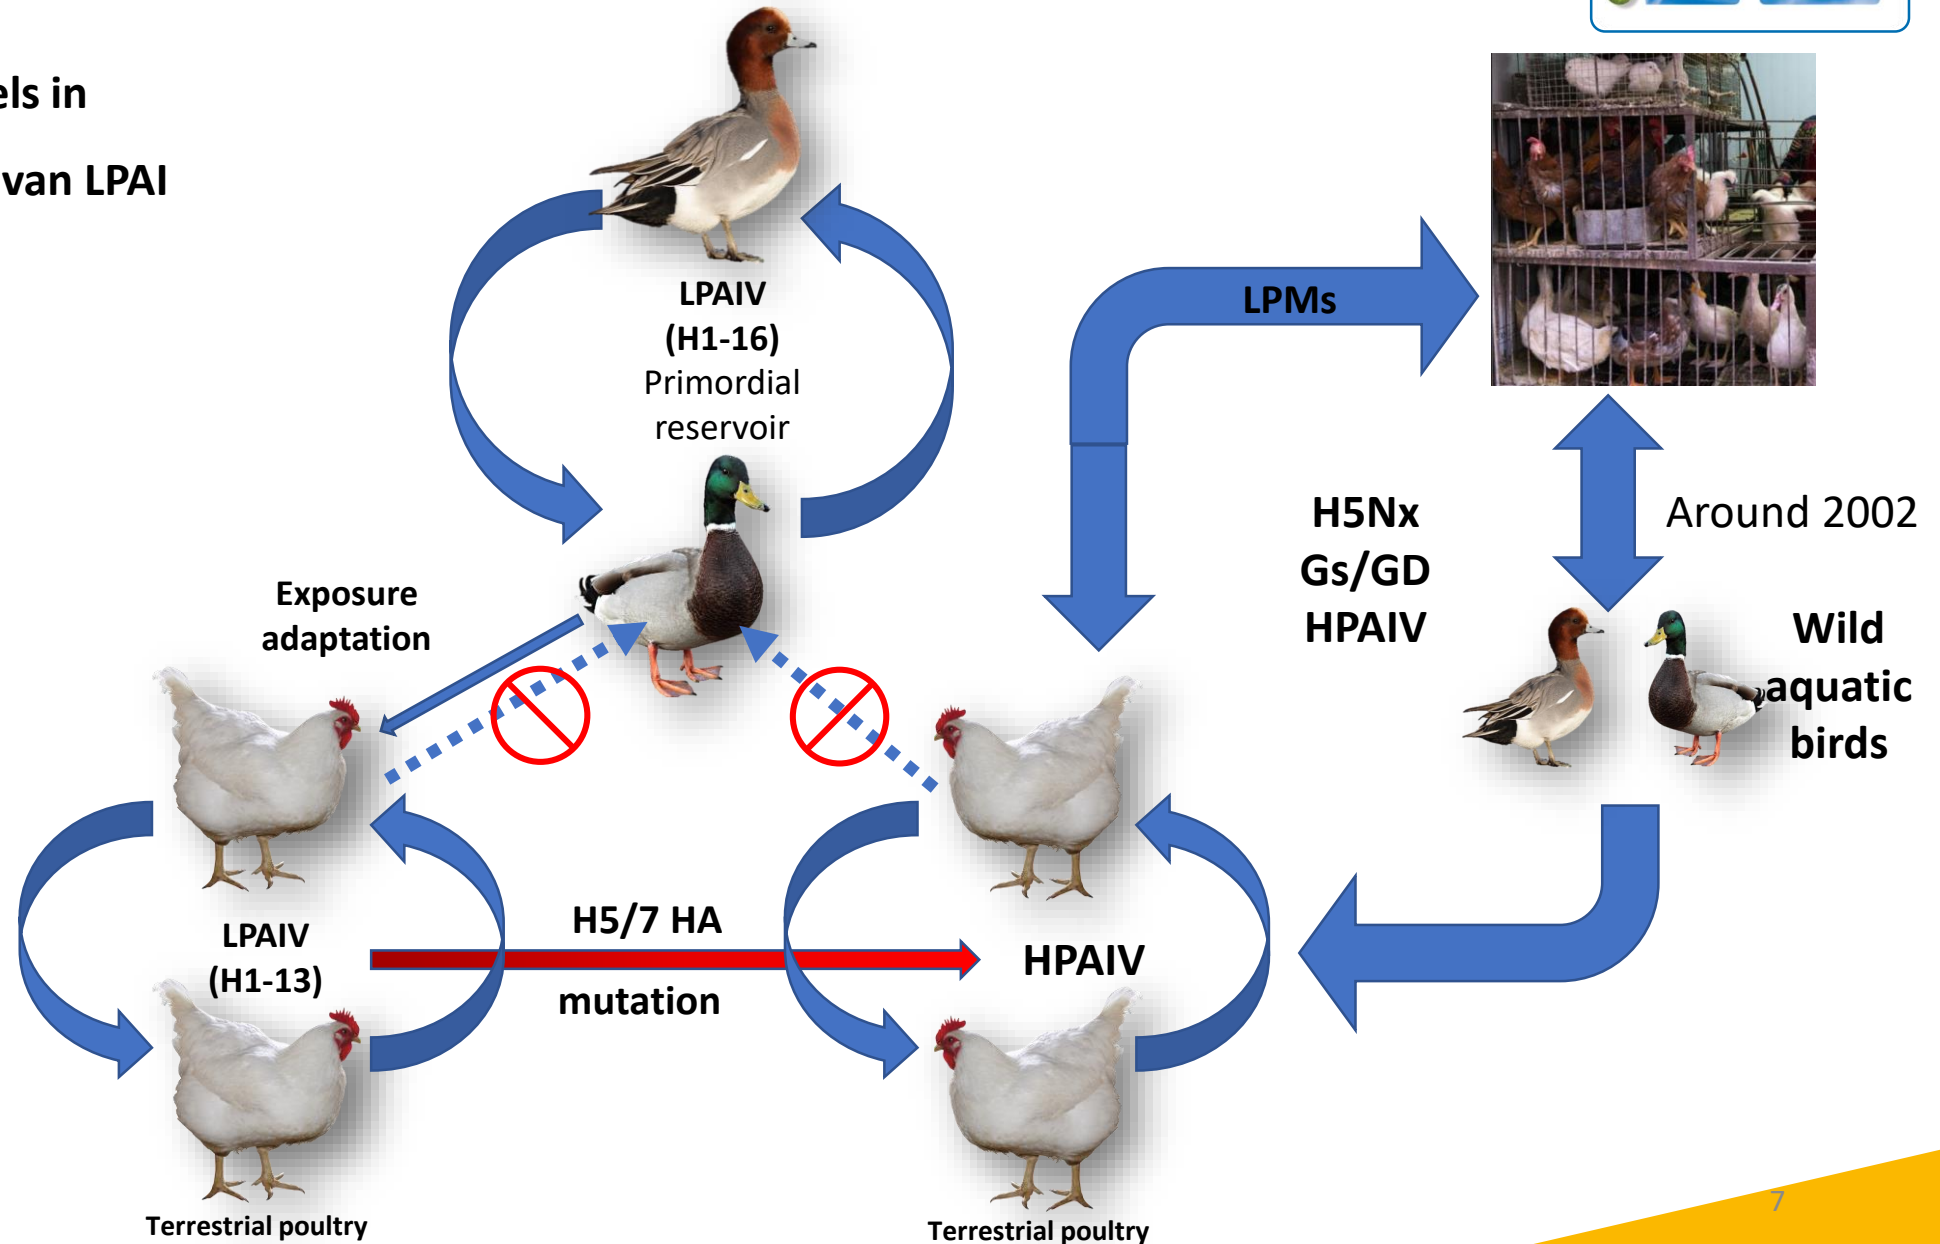 els in
van LPAI
LPAIV
(H1-16)
Primordial
reservoir
LPMs
H5Nx
Gs/GD
HPAIV
Around 2002
Wild
aquatic
birds
Exposure
adaptation
LPAIV
(H1-13)
H5/7 HA
mutation
HPAIV
Terrestrial poultry
Terrestrial poultry
7